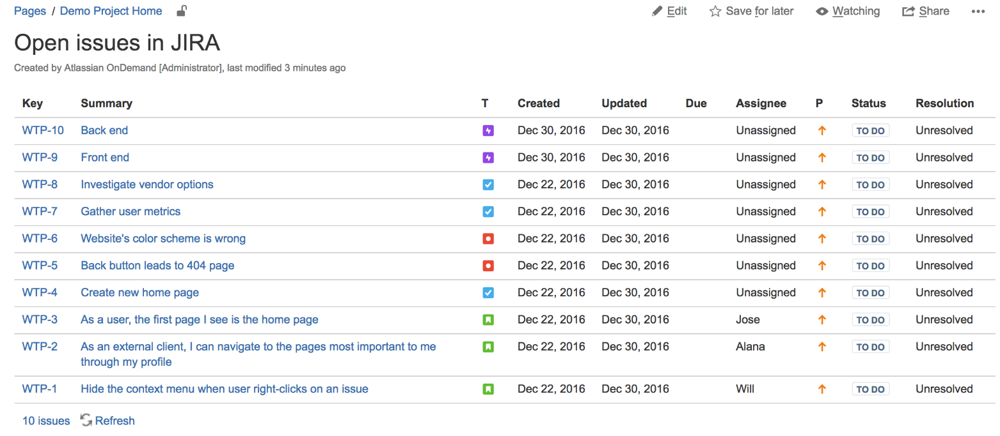 Pages / Demo Project Home Edit Save for later Watching Share
Open issues in JIRA
Created by Atlassian OnDemand [Administrator], last modified 3 minutes ago
Key Summary T Created Updated Due Assignee P Status Resolution
WTP-10 Back end Dec 30, 2016 Dec 30, 2016 Unassigned TO DO Unresolved
WTP-9 Front end Dec 30, 2016 Dec 30, 2016 Unassigned TO DO Unresolved
WTP-8 Investigate vendor options Dec 22, 2016 Dec 30, 2016 Unassigned TO DO Unresolved
WTP-7 Gather user metrics Dec 22, 2016 Dec 30, 2016 Unassigned TO DO Unresolved
WTP-6 Website's color scheme is wrong Dec 22, 2016 Dec 30, 2016 Unassigned TO DO Unresolved
WTP-5 Back button leads to 404 page Dec 22, 2016 Dec 30, 2016 Unassigned TO DO Unresolved
WTP-4 Create new home page Dec 22, 2016 Dec 30, 2016 Unassigned TO DO Unresolved
WTP-3 As a user, the first page I see is the home page Dec 22, 2016 Dec 30, 2016 Jose TO DO Unresolved
WTP-2 As an external client, I can navigate to the pages most important to me Dec 22, 2016 Dec 30, 2016 Alana TO DO Unresolved
through my profile
WTP-1 Hide the context menu when user right-clicks on an issue Dec 22, 2016 Dec 30, 2016 Will TO DO Unresolved
10 issues Refresh